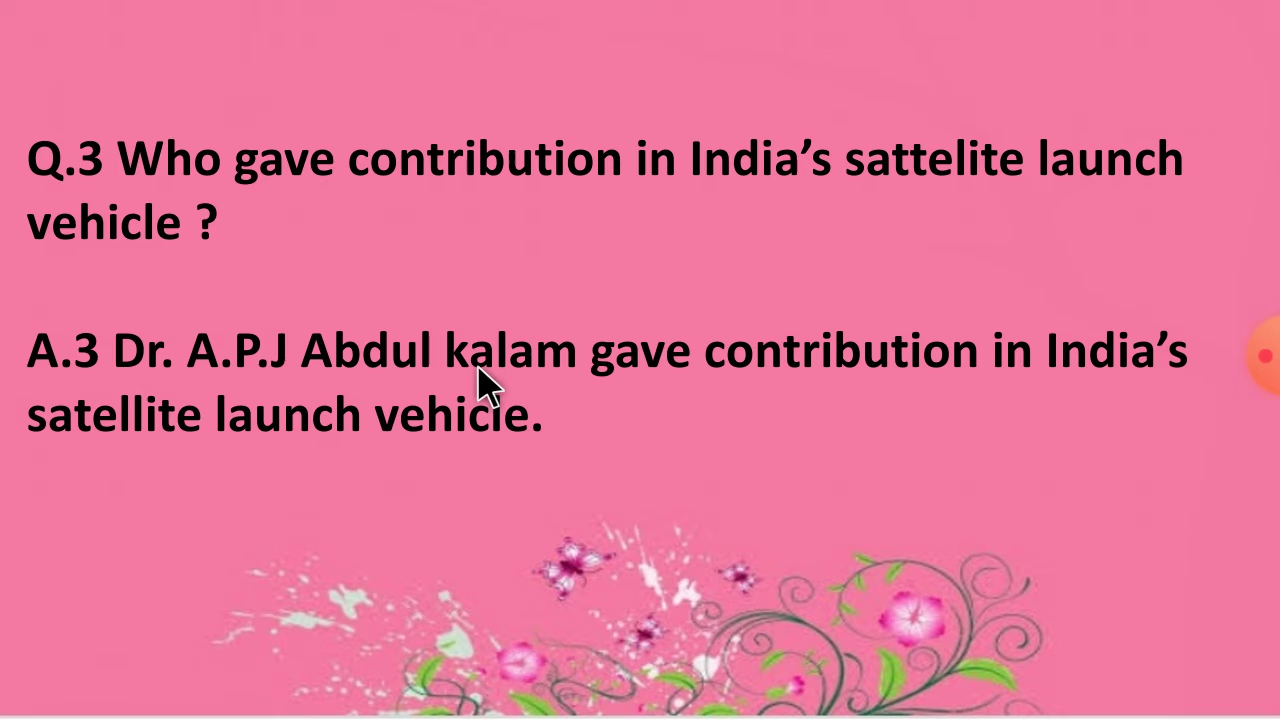 Q.3 Who gave contribution in India’s sattelite launch
vehicle ?
A.3 Dr. A.P.J Abdul kalam gave contribution in India’s
satellite launch vehicle.